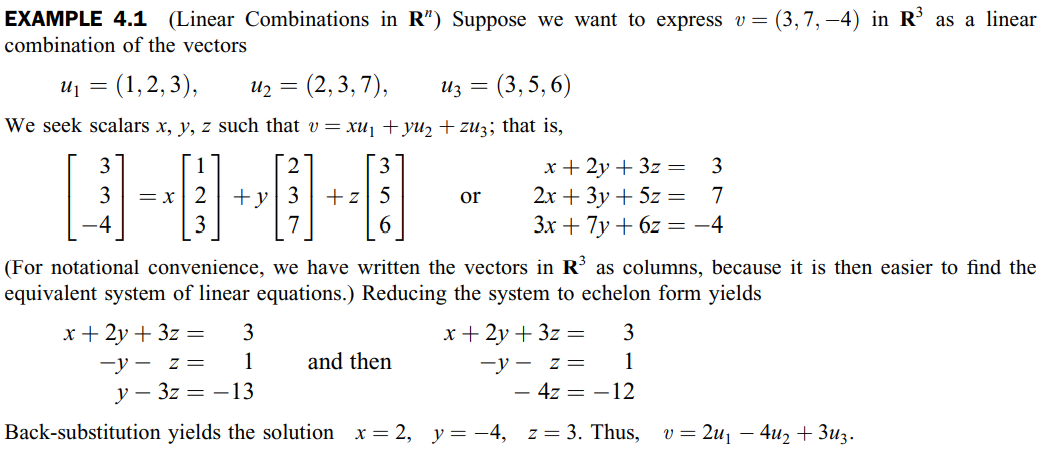 EXAMPLE 4.1 (Linear Combinations in Rⁿ) Suppose we want to express v = (3, 7, −4) in R³ as a linear
combination of the vectors
u₁ = (1, 2, 3), u₂ = (2, 3, 7), u₃ = (3, 5, 6)
We seek scalars x, y, z such that v = xu₁ + yu₂ + zu₃; that is,
[3 3 −4] = x [1 2 3] + y [2 3 7] + z [3 5 6] or
x + 2y + 3z = 3
2x + 3y + 5z = 7
3x + 7y + 6z = −4
(For notational convenience, we have written the vectors in R³ as columns, because it is then easier to find the
equivalent system of linear equations.) Reducing the system to echelon form yields
x + 2y + 3z = 3 x + 2y + 3z = 3
−y − z = 1 and then −y − z = 1
y − 3z = −13 − 4z = −12
Back-substitution yields the solution x = 2, y = −4, z = 3. Thus, v = 2u₁ − 4u₂ + 3u₃.